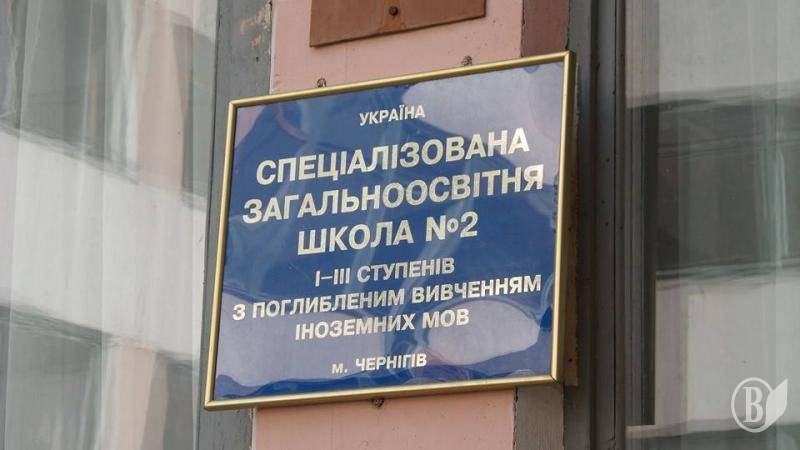 УКРАЇНА
СПЕЦІАЛІЗОВАНА
ЗАГАЛЬНООСВІТНЯ
ШКОЛА №2
І–ІІІ СТУПЕНІВ
З ПОГЛИБЛЕНИМ ВИВЧЕННЯМ
ІНОЗЕМНИХ МОВ
м. ЧЕРНІГІВ
В